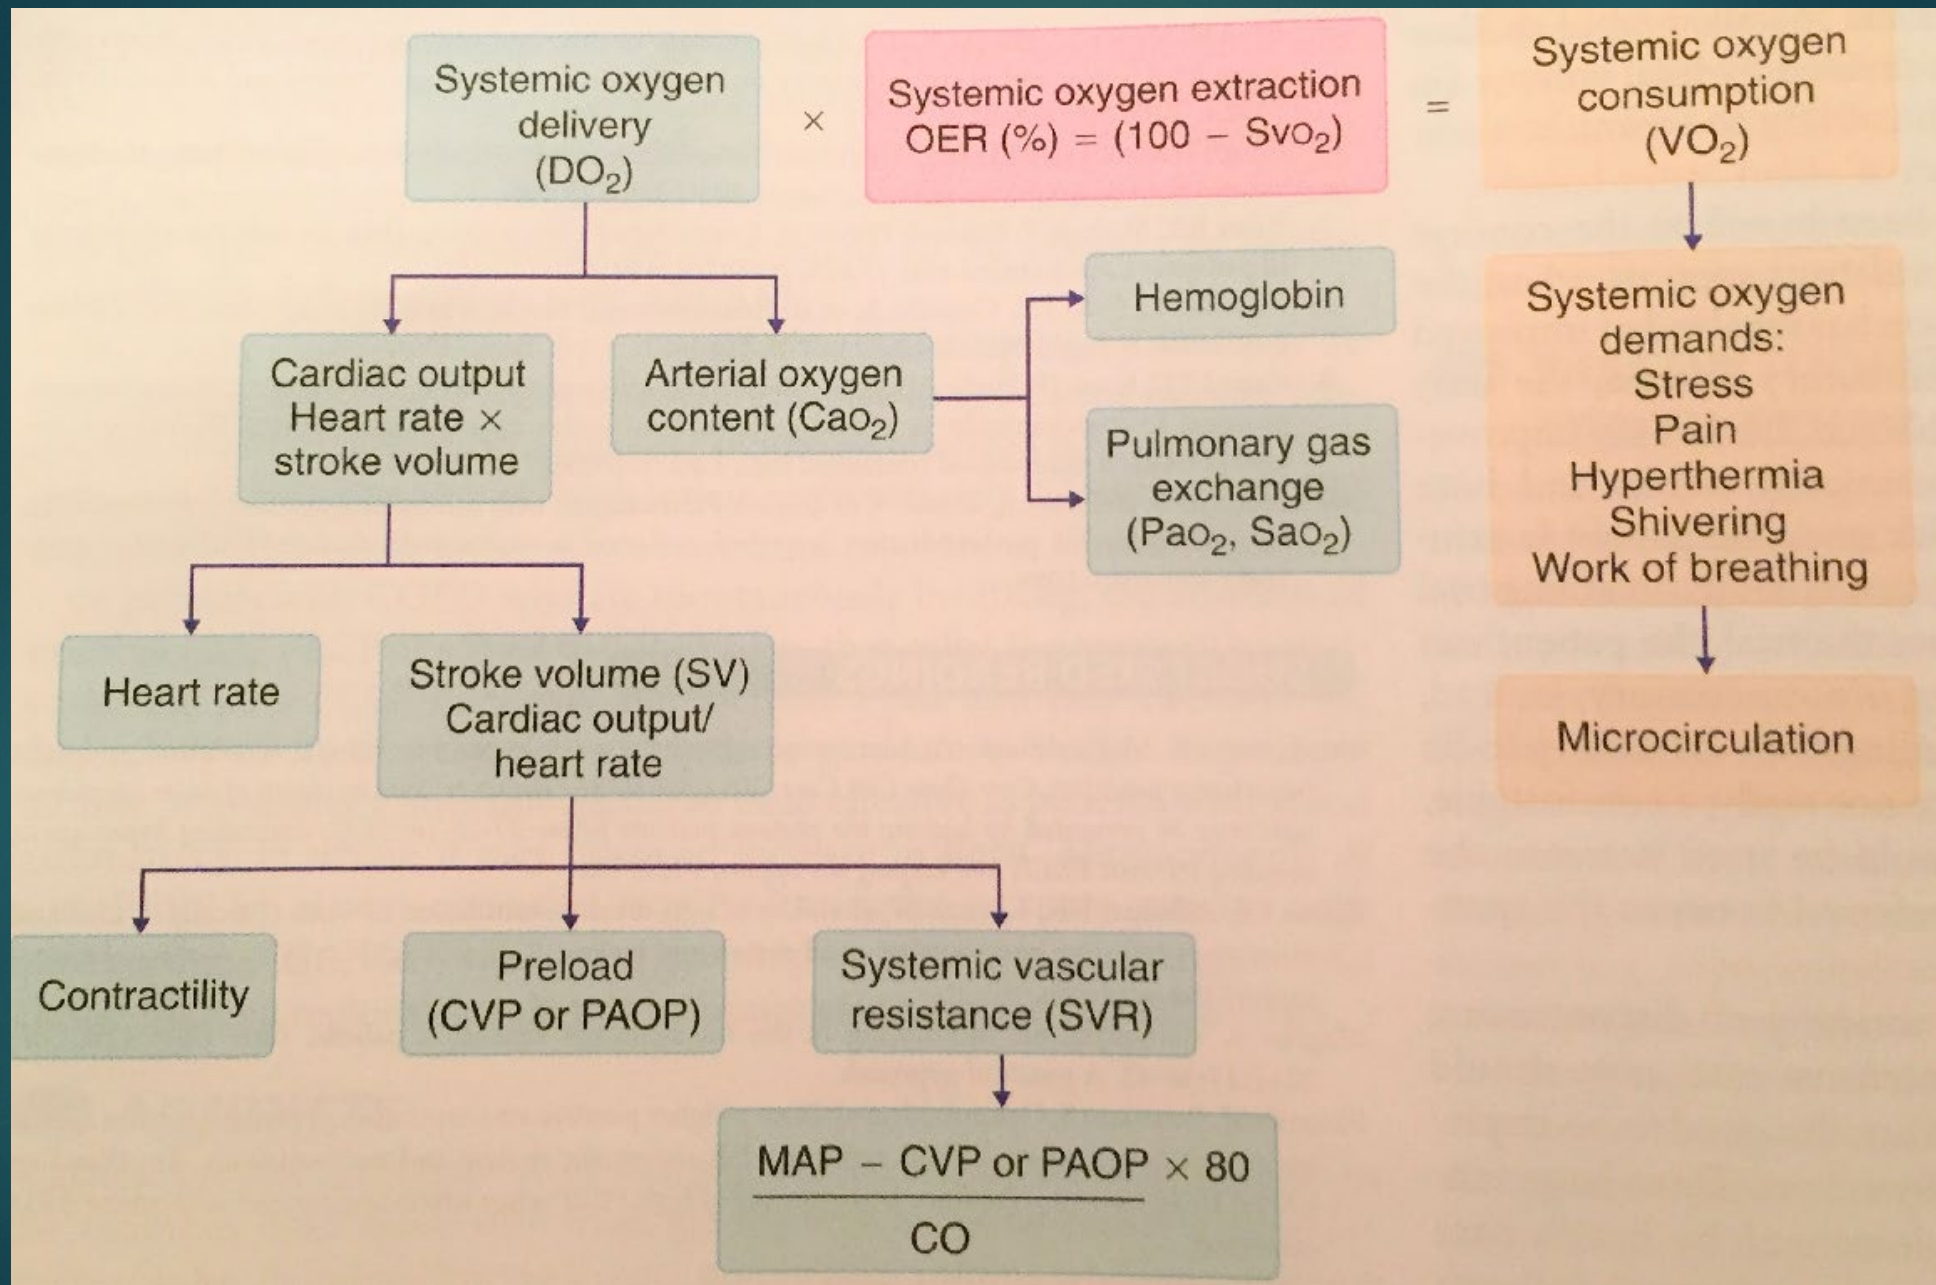 Systemic oxygen
delivery
(DO₂)
×
Systemic oxygen extraction
OER (%) = (100 − Svo₂)
=
Systemic oxygen
consumption
(VO₂)
Cardiac output
Heart rate ×
stroke volume
Arterial oxygen
content (Cao₂)
Hemoglobin
Pulmonary gas
exchange
(Pao₂, Sao₂)
Systemic oxygen
demands:
Stress
Pain
Hyperthermia
Shivering
Work of breathing
Microcirculation
Heart rate
Stroke volume (SV)
Cardiac output/
heart rate
Contractility
Preload
(CVP or PAOP)
Systemic vascular
resistance (SVR)
MAP − CVP or PAOP × 80
CO